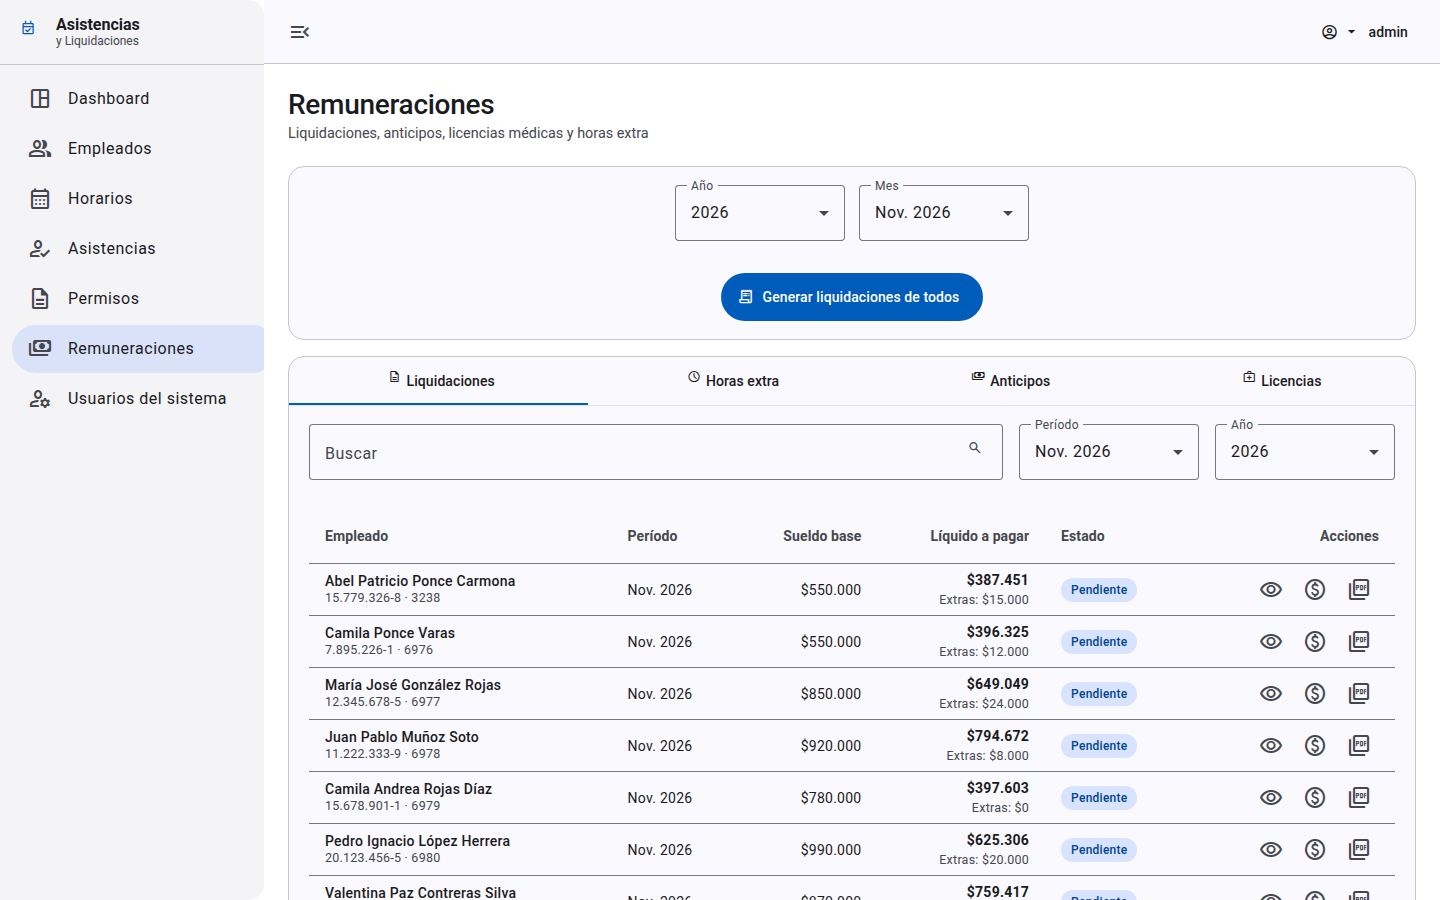 Asistencias
y Liquidaciones
admin
Dashboard
Empleados
Horarios
Asistencias
Permisos
Remuneraciones
Usuarios del sistema
Remuneraciones
Liquidaciones, anticipos, licencias médicas y horas extra
Año
2026
Mes
Nov. 2026
Generar liquidaciones de todos
Liquidaciones
Horas extra
Anticipos
Licencias
Buscar
Período
Nov. 2026
Año
2026
Empleado Período Sueldo base Líquido a pagar Estado Acciones
Abel Patricio Ponce Carmona
15.779.326-8 · 3238
Nov. 2026
$550.000
$387.451
Extras: $15.000
Pendiente
PDF
Camila Ponce Varas
7.895.226-1 · 6976
Nov. 2026
$550.000
$396.325
Extras: $12.000
Pendiente
PDF
María José González Rojas
12.345.678-5 · 6977
Nov. 2026
$850.000
$649.049
Extras: $24.000
Pendiente
PDF
Juan Pablo Muñoz Soto
11.222.333-9 · 6978
Nov. 2026
$920.000
$794.672
Extras: $8.000
Pendiente
PDF
Camila Andrea Rojas Díaz
15.678.901-1 · 6979
Nov. 2026
$780.000
$397.603
Extras: $0
Pendiente
PDF
Pedro Ignacio López Herrera
20.123.456-5 · 6980
Nov. 2026
$990.000
$625.306
Extras: $20.000
Pendiente
PDF
Valentina Paz Contreras Silva
$759.417